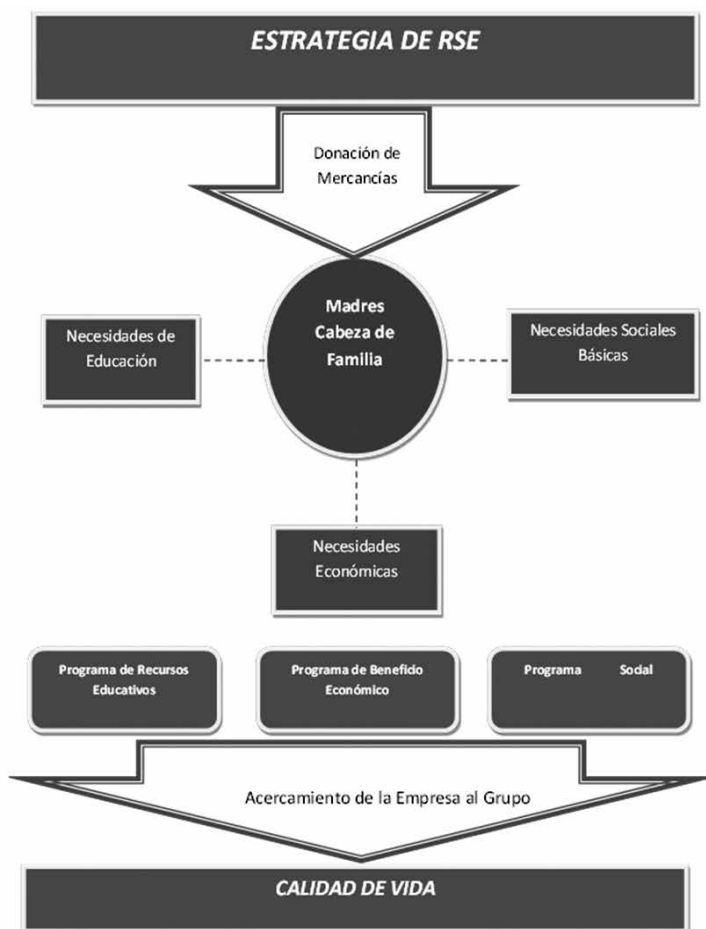 ESTRATEGIA DE RSE
Donación de
Mercancías
Madres
Cabeza de
Familia
Necesidades de
Educación
Necesidades Sociales
Básicas
Necesidades
Económicas
Programa de Recursos
Educativos
Programa de Beneficio
Económico
Programa Social
Acercamiento de la Empresa al Grupo
CALIDAD DE VIDA